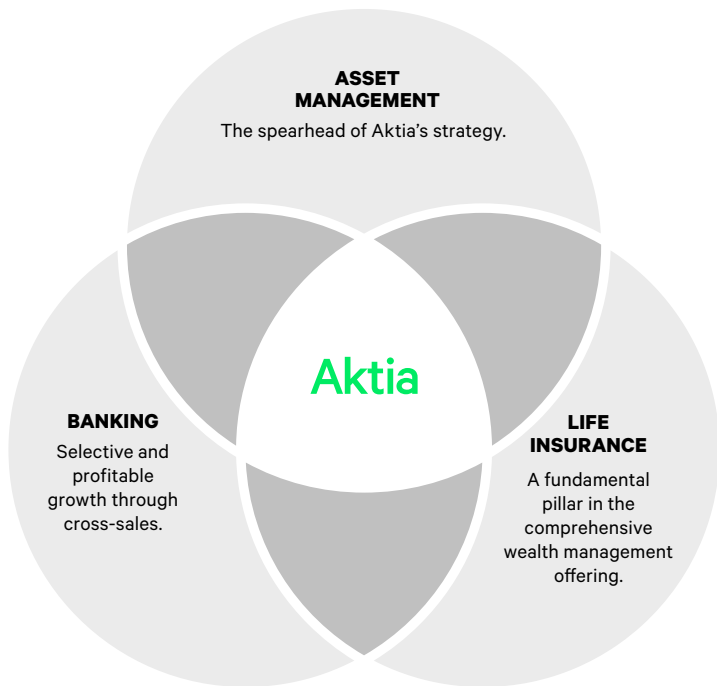 ASSET
MANAGEMENT
The spearhead of Aktia’s strategy.
Aktia
BANKING
Selective and
profitable
growth through
cross-sales.
LIFE
INSURANCE
A fundamental
pillar in the
comprehensive
wealth management
offering.